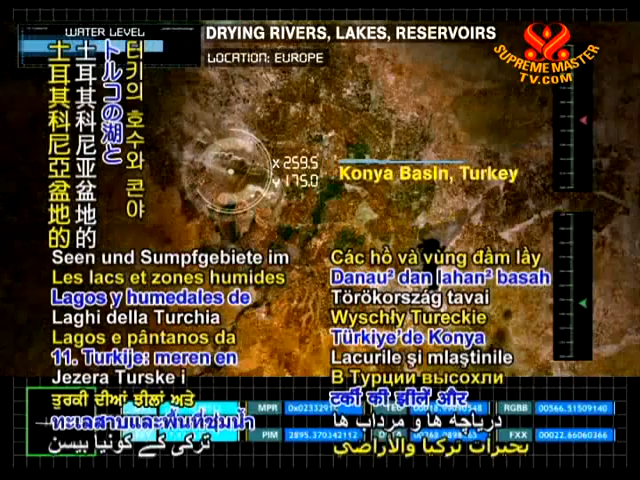 WATER LEVEL
DRYING RIVERS, LAKES, RESERVOIRS
LOCATION: EUROPE
SUPREME MASTER
TV.COM
土耳其科尼亞盆地的
土耳其科尼亚盆地的
トルコの湖と
터키의 호수와 콘야
X 259.5
Y 175.0
Konya Basin, Turkey
Seen und Sumpfgebiete im
Les lacs et zones humides
Lagos y humedales de
Laghi della Turchia
Lagos e pântanos da
11. Turkije: meren en
Jezera Turske i
ਤੁਰਕੀ ਦੀਆਂ ਝੀਲਾਂ ਅਤੇ
ทะเลสาบและพื้นที่ชุ่มน้ำ
ترکی کے کونیا بیسن
Các hồ và vùng đầm lầy
Danau² dan lahan² basah
Törökország tavai
Wyschły Tureckie
Türkiye'de Konya
Lacurile şi mlaştinile
В Турции высохли
टर्की की झीलें और
دریاچه ها و مرداب ها
بحيرات تركيا والأراضي
MPR
RGBB
00566.51509140
PIM
2895.370342112
FXX
00022.66060366